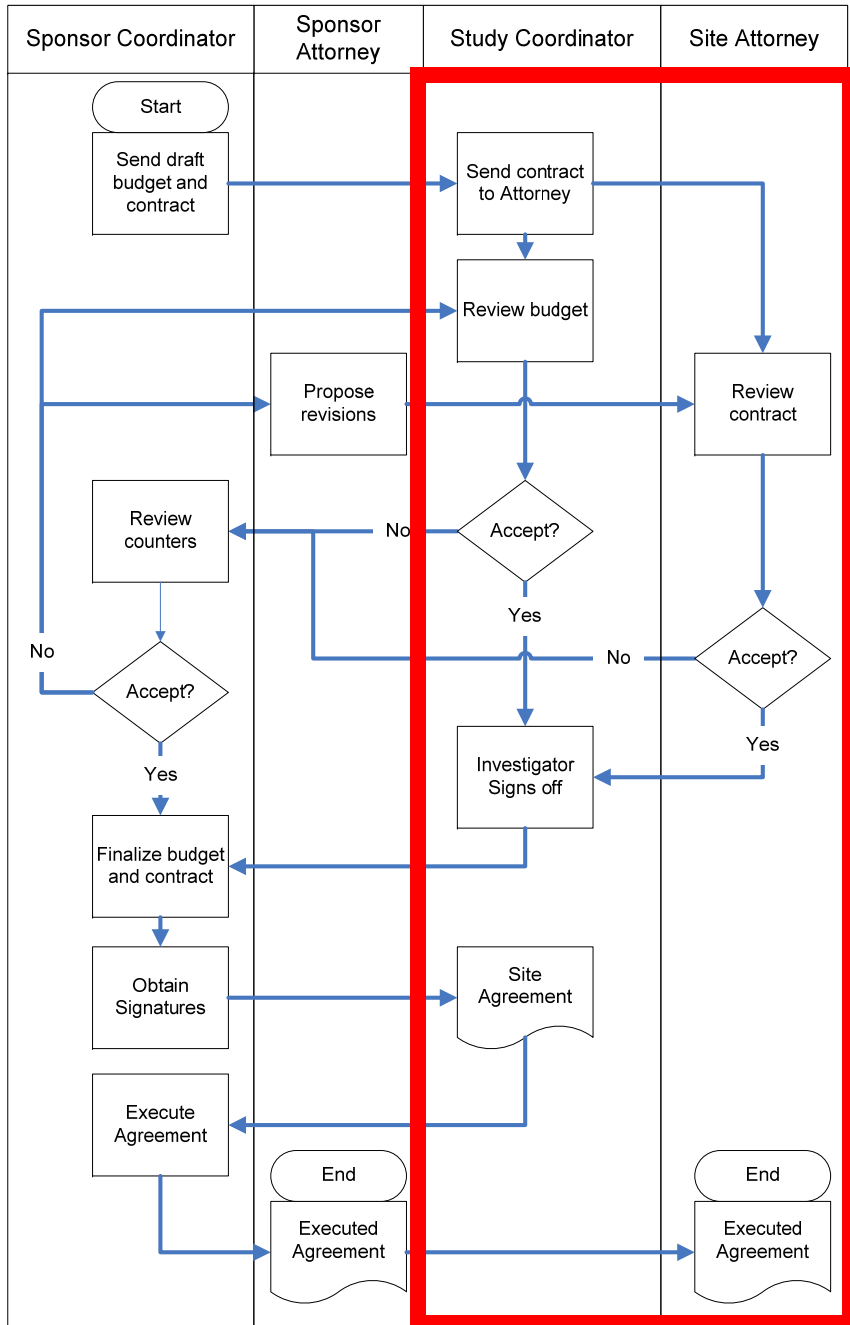 Sponsor Coordinator
Sponsor
Attorney
Study Coordinator
Site Attorney
Start
Send draft
budget and
contract
Send contract
to Attorney
Review budget
Propose
revisions
Review
contract
Review
counters
No
Accept?
Yes
No
Accept?
No
Accept?
Yes
Yes
Investigator
Signs off
Finalize budget
and contract
Obtain
Signatures
Site
Agreement
Execute
Agreement
End
Executed
Agreement
End
Executed
Agreement